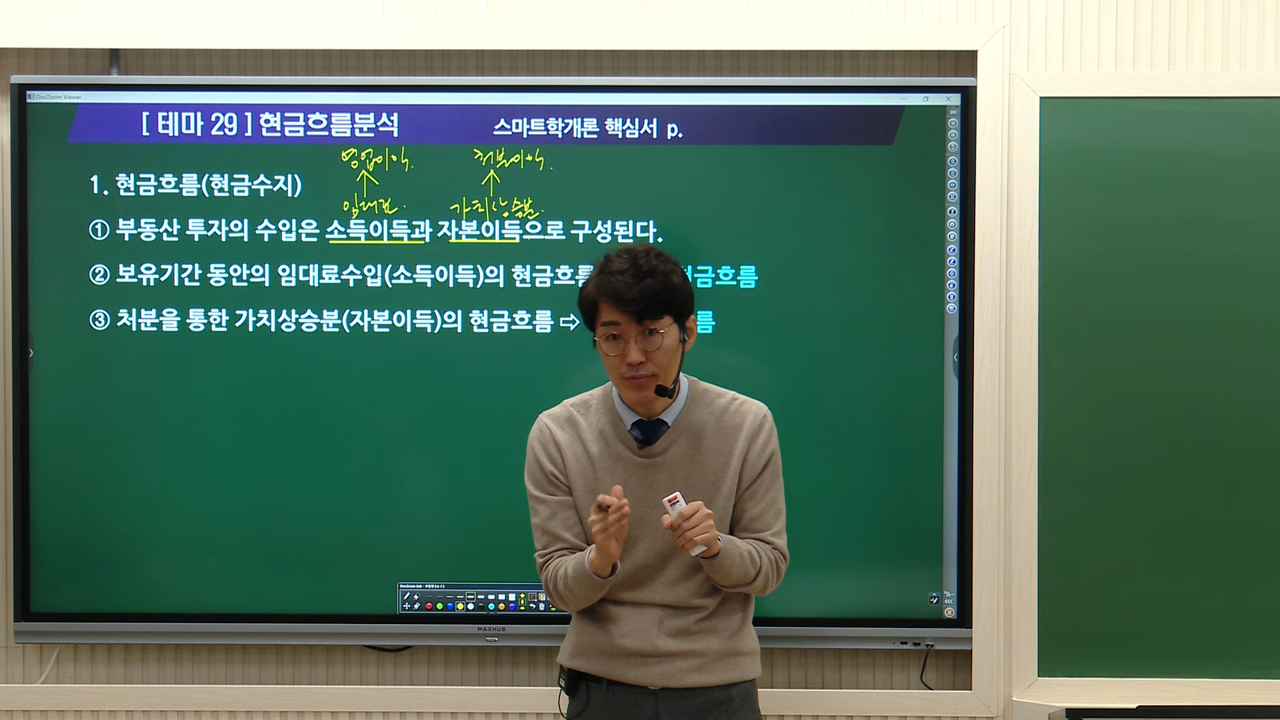 DocZoom Viewer
[ 테마 29 ] 현금흐름분석 스마트학개론 핵심서 p.
영업이익. 처분이익.
1. 현금흐름(현금수지)
임대료. 가치상승분.
① 부동산 투자의 수입은 소득이득과 자본이득으로 구성된다.
② 보유기간 동안의 임대료수입(소득이득)의 현금흐름 현금흐름
③ 처분을 통한 가치상승분(자본이득)의 현금흐름 ⇨ 름
MAXHUB